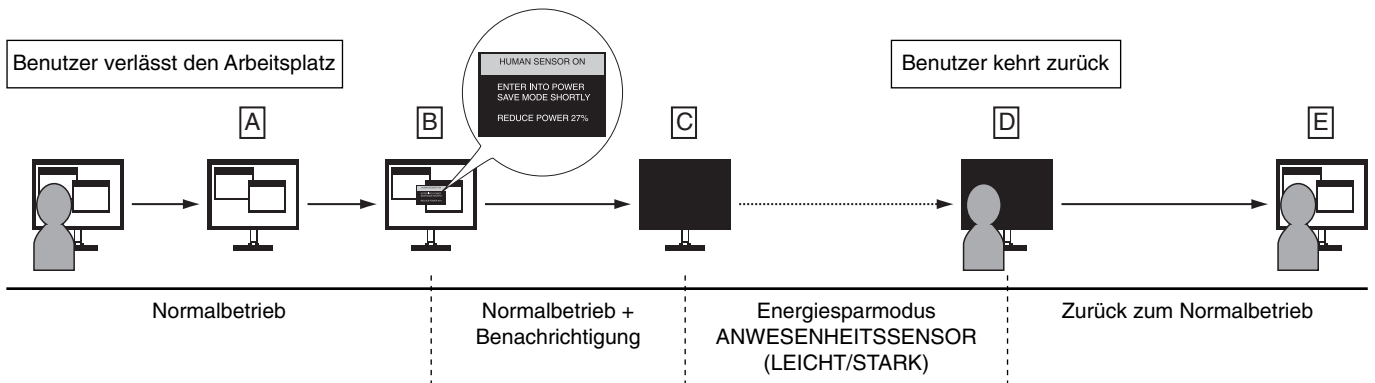 HUMAN SENSOR ON
ENTER INTO POWER
SAVE MODE SHORTLY
REDUCE POWER 27%
Benutzer verlässt den Arbeitsplatz
Benutzer kehrt zurück
A
B
C
D
E
Normalbetrieb
Normalbetrieb +
Benachrichtigung
Energiesparmodus
ANWESENHEITSSENSOR
(LEICHT/STARK)
Zurück zum Normalbetrieb